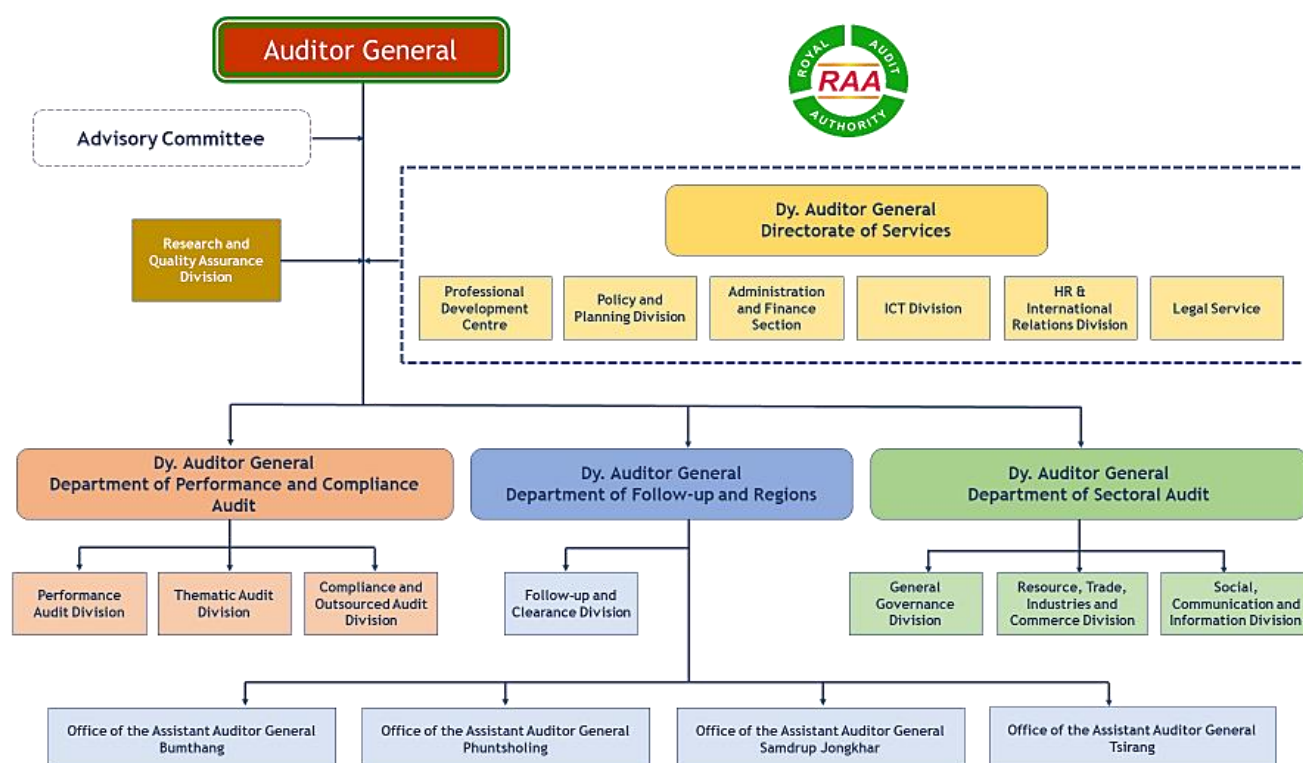 Auditor General
ROYAL AUDIT
RAA
AUTHORITY
Advisory Committee
Dy. Auditor General
Directorate of Services
Research and
Quality Assurance
Division
Professional
Development
Centre
Policy and
Planning Division
Administration
and Finance
Section
ICT Division
HR &
International
Relations Division
Legal Service
Dy. Auditor General
Department of Performance and Compliance
Audit
Dy. Auditor General
Department of Follow-up and Regions
Dy. Auditor General
Department of Sectoral Audit
Performance
Audit Division
Thematic Audit
Division
Compliance and
Outsourced Audit
Division
Follow-up and
Clearance Division
General
Governance
Division
Resource, Trade,
Industries and
Commerce Division
Social,
Communication and
Information Division
Office of the Assistant Auditor General
Bumthang
Office of the Assistant Auditor General
Phuntsholing
Office of the Assistant Auditor General
Samdrup Jongkhar
Office of the Assistant Auditor General
Tsirang